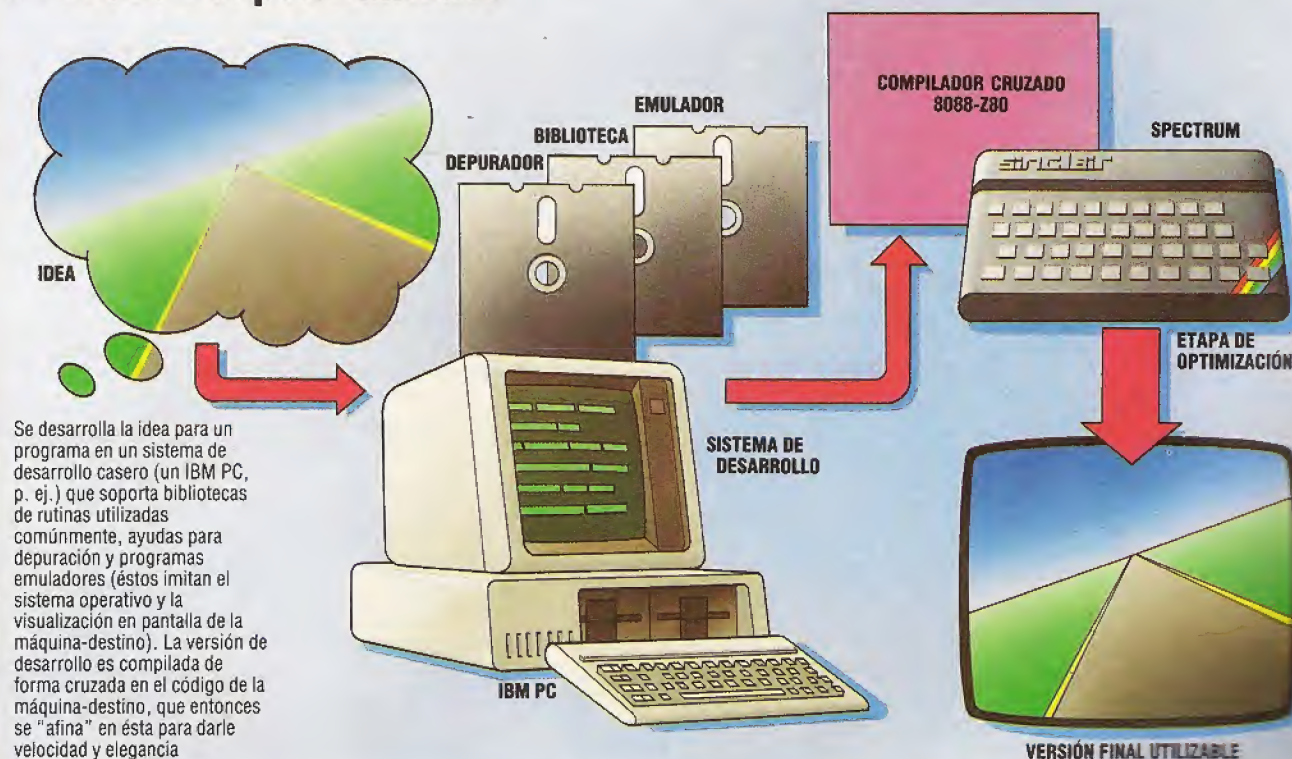 IDEA
DEPURADOR
BIBLIOTECA
EMULADOR
COMPILADOR CRUZADO
8088-Z80
SPECTRUM
sinclair
ETAPA DE
OPTIMIZACIÓN
SISTEMA DE
DESARROLLO
IBM PC
VERSIÓN FINAL UTILIZABLE
Se desarrolla la idea para un
programa en un sistema de
desarrollo casero (un IBM PC,
p. ej.) que soporta bibliotecas
de rutinas utilizadas
comúnmente, ayudas para
depuración y programas
emuladores (éstos imitan el
sistema operativo y la
visualización en pantalla de la
máquina-destino). La versión de
desarrollo es compilada de
forma cruzada en el código de la
máquina-destino, que entonces
se "afina" en ésta para darle
velocidad y elegancia